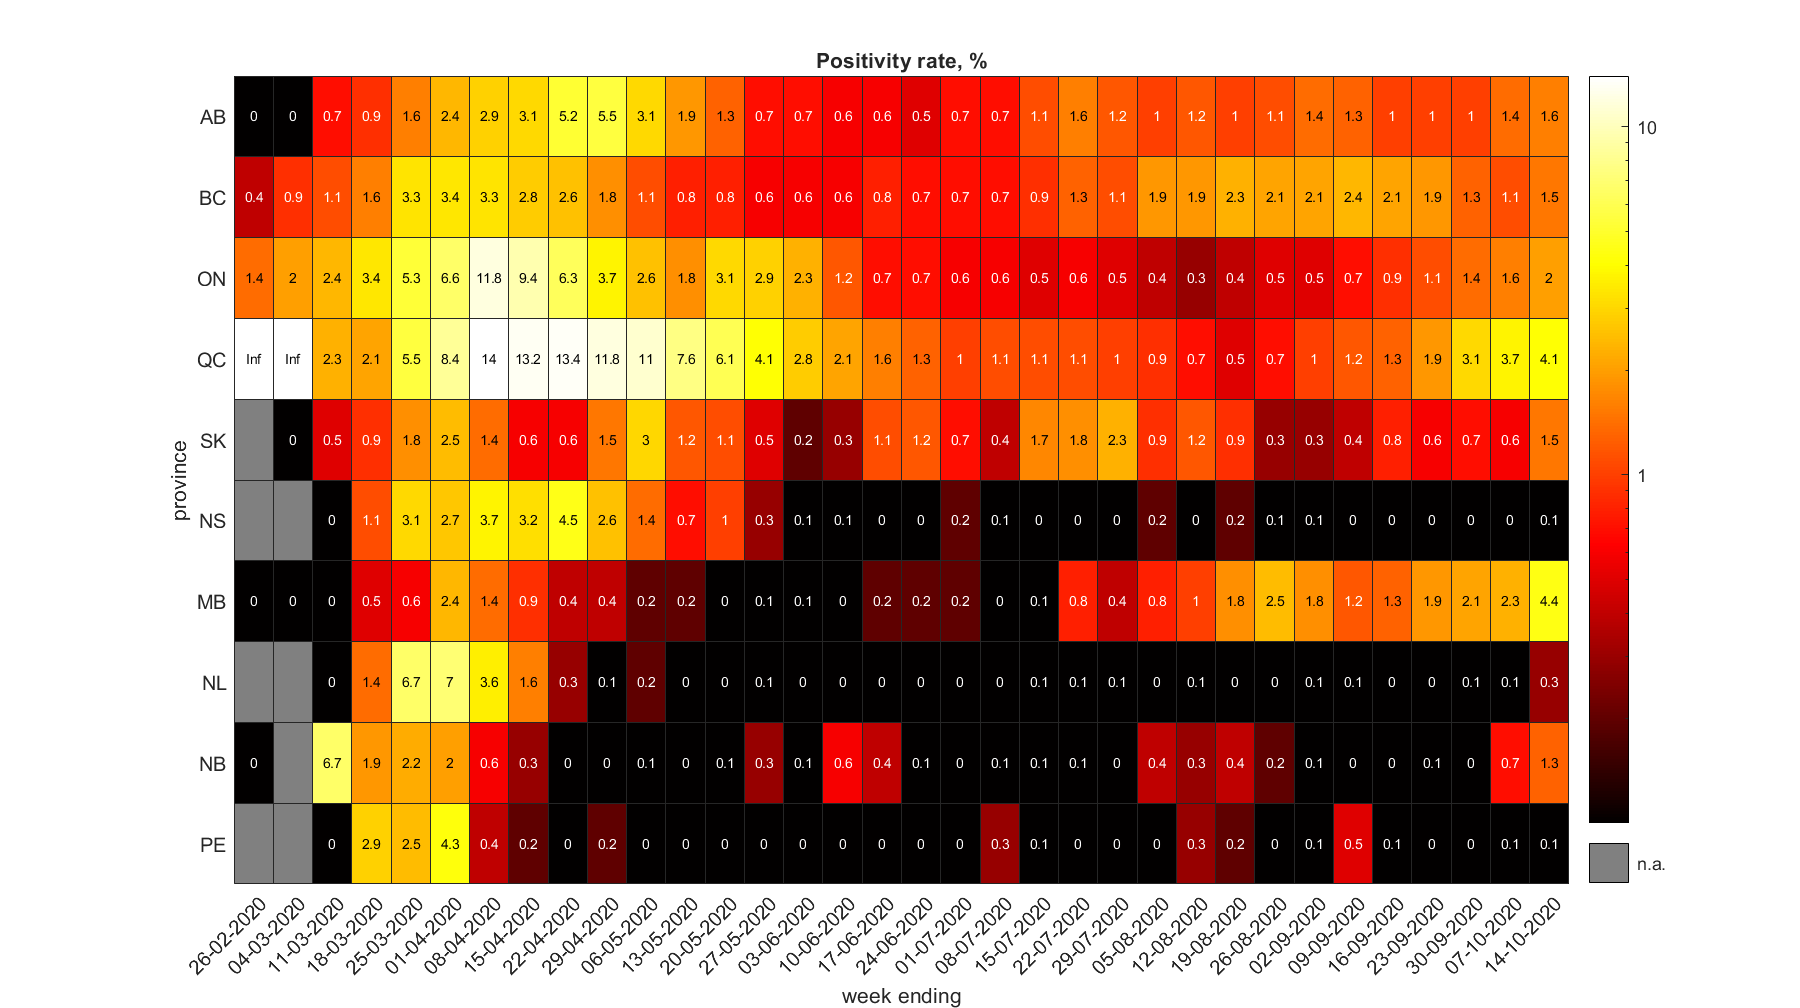 Positivity rate, %
AB 0 0 0.7 0.9 1.6 2.4 2.9 3.1 5.2 5.5 3.1 1.9 1.3 0.7 0.7 0.6 0.6 0.5 0.7 0.7 1.1 1.6 1.2 1 1.2 1 1.1 1.4 1.3 1 1 1 1.4 1.6
10
BC 0.4 0.9 1.1 1.6 3.3 3.4 3.3 2.8 2.6 1.8 1.1 0.8 0.8 0.6 0.6 0.6 0.8 0.7 0.7 0.7 0.9 1.3 1.1 1.9 1.9 2.3 2.1 2.1 2.4 2.1 1.9 1.3 1.1 1.5
ON 1.4 2 2.4 3.4 5.3 6.6 11.8 9.4 6.3 3.7 2.6 1.8 3.1 2.9 2.3 1.2 0.7 0.7 0.6 0.6 0.5 0.6 0.5 0.4 0.3 0.4 0.5 0.5 0.7 0.9 1.1 1.4 1.6 2
QC Inf Inf 2.3 2.1 5.5 8.4 14 13.2 13.4 11.8 11 7.6 6.1 4.1 2.8 2.1 1.6 1.3 1 1.1 1.1 1.1 1 0.9 0.7 0.5 0.7 1 1.2 1.3 1.9 3.1 3.7 4.1
SK 0 0.5 0.9 1.8 2.5 1.4 0.6 0.6 1.5 3 1.2 1.1 0.5 0.2 0.3 1.1 1.2 0.7 0.4 1.7 1.8 2.3 0.9 1.2 0.9 0.3 0.3 0.4 0.8 0.6 0.7 0.6 1.5
1
province
NS 0 1.1 3.1 2.7 3.7 3.2 4.5 2.6 1.4 0.7 1 0.3 0.1 0.1 0 0 0.2 0.1 0 0 0 0.2 0 0.2 0.1 0.1 0 0 0 0 0 0.1
MB 0 0 0 0.5 0.6 2.4 1.4 0.9 0.4 0.4 0.2 0.2 0 0.1 0.1 0 0.2 0.2 0.2 0 0.1 0.8 0.4 0.8 1 1.8 2.5 1.8 1.2 1.3 1.9 2.1 2.3 4.4
NL 0 1.4 6.7 7 3.6 1.6 0.3 0.1 0.2 0 0 0.1 0 0 0 0 0 0 0.1 0.1 0.1 0 0.1 0 0 0.1 0.1 0 0 0.1 0.1 0.3
NB 0 6.7 1.9 2.2 2 0.6 0.3 0 0 0.1 0 0.1 0.3 0.1 0.6 0.4 0.1 0 0.1 0.1 0.1 0 0.4 0.3 0.4 0.2 0.1 0 0 0.1 0 0.7 1.3
PE 0 2.9 2.5 4.3 0.4 0.2 0 0.2 0 0 0 0 0 0 0 0 0 0.3 0.1 0 0 0 0.3 0.2 0 0.1 0.5 0.1 0 0 0.1 0.1
n.a.
26-02-2020 04-03-2020 11-03-2020 18-03-2020 25-03-2020 01-04-2020 08-04-2020 15-04-2020 22-04-2020 29-04-2020 06-05-2020 13-05-2020 20-05-2020 27-05-2020 03-06-2020 10-06-2020 17-06-2020 24-06-2020 01-07-2020 08-07-2020 15-07-2020 22-07-2020 29-07-2020 05-08-2020 12-08-2020 19-08-2020 26-08-2020 02-09-2020 09-09-2020 16-09-2020 23-09-2020 30-09-2020 07-10-2020 14-10-2020
week ending